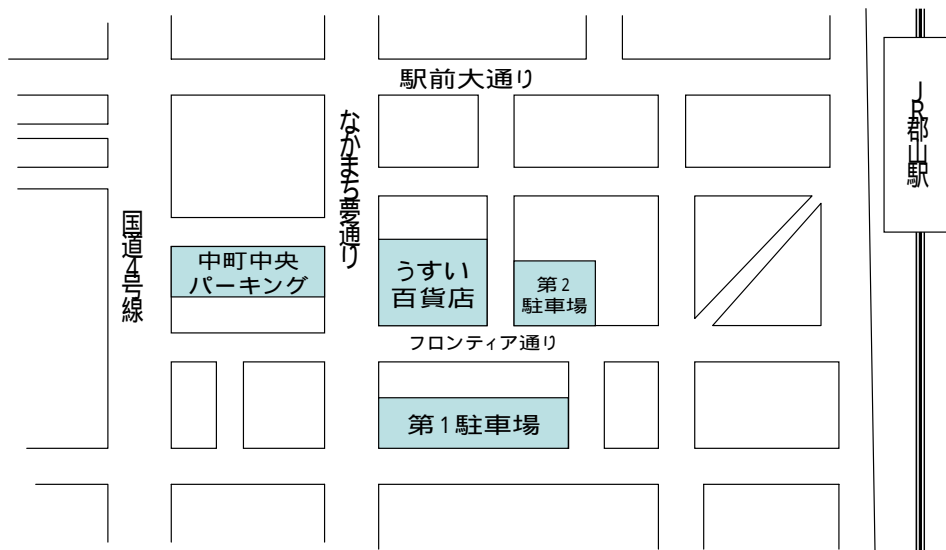 駅前大通り
JR郡山駅
なかまち夢通り
国道4号線
中町中央
パーキング
うすい
百貨店
第2
駐車場
フロンティア通り
第1駐車場